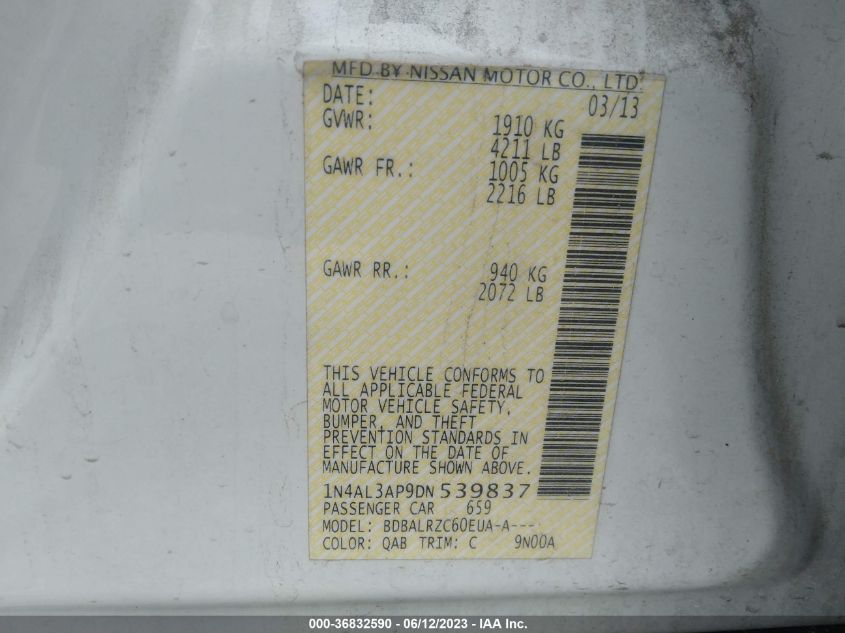 MFD BY NISSAN MOTOR CO., LTD.
DATE: 03/13
GVWR: 1910 KG
4211 LB
GAWR FR.: 1005 KG
2216 LB
GAWR RR.: 940 KG
2072 LB
THIS VEHICLE CONFORMS TO
ALL APPLICABLE FEDERAL
MOTOR VEHICLE SAFETY,
BUMPER, AND THEFT
PREVENTION STANDARDS IN
EFFECT ON THE DATE OF
MANUFACTURE SHOWN ABOVE.
1N4AL3AP9DN539837
PASSENGER CAR 659
MODEL: BDBALRZC60EUA-A---
COLOR: QAB TRIM: C 9N00A
000-36832590 - 06/12/2023 - IAA Inc.